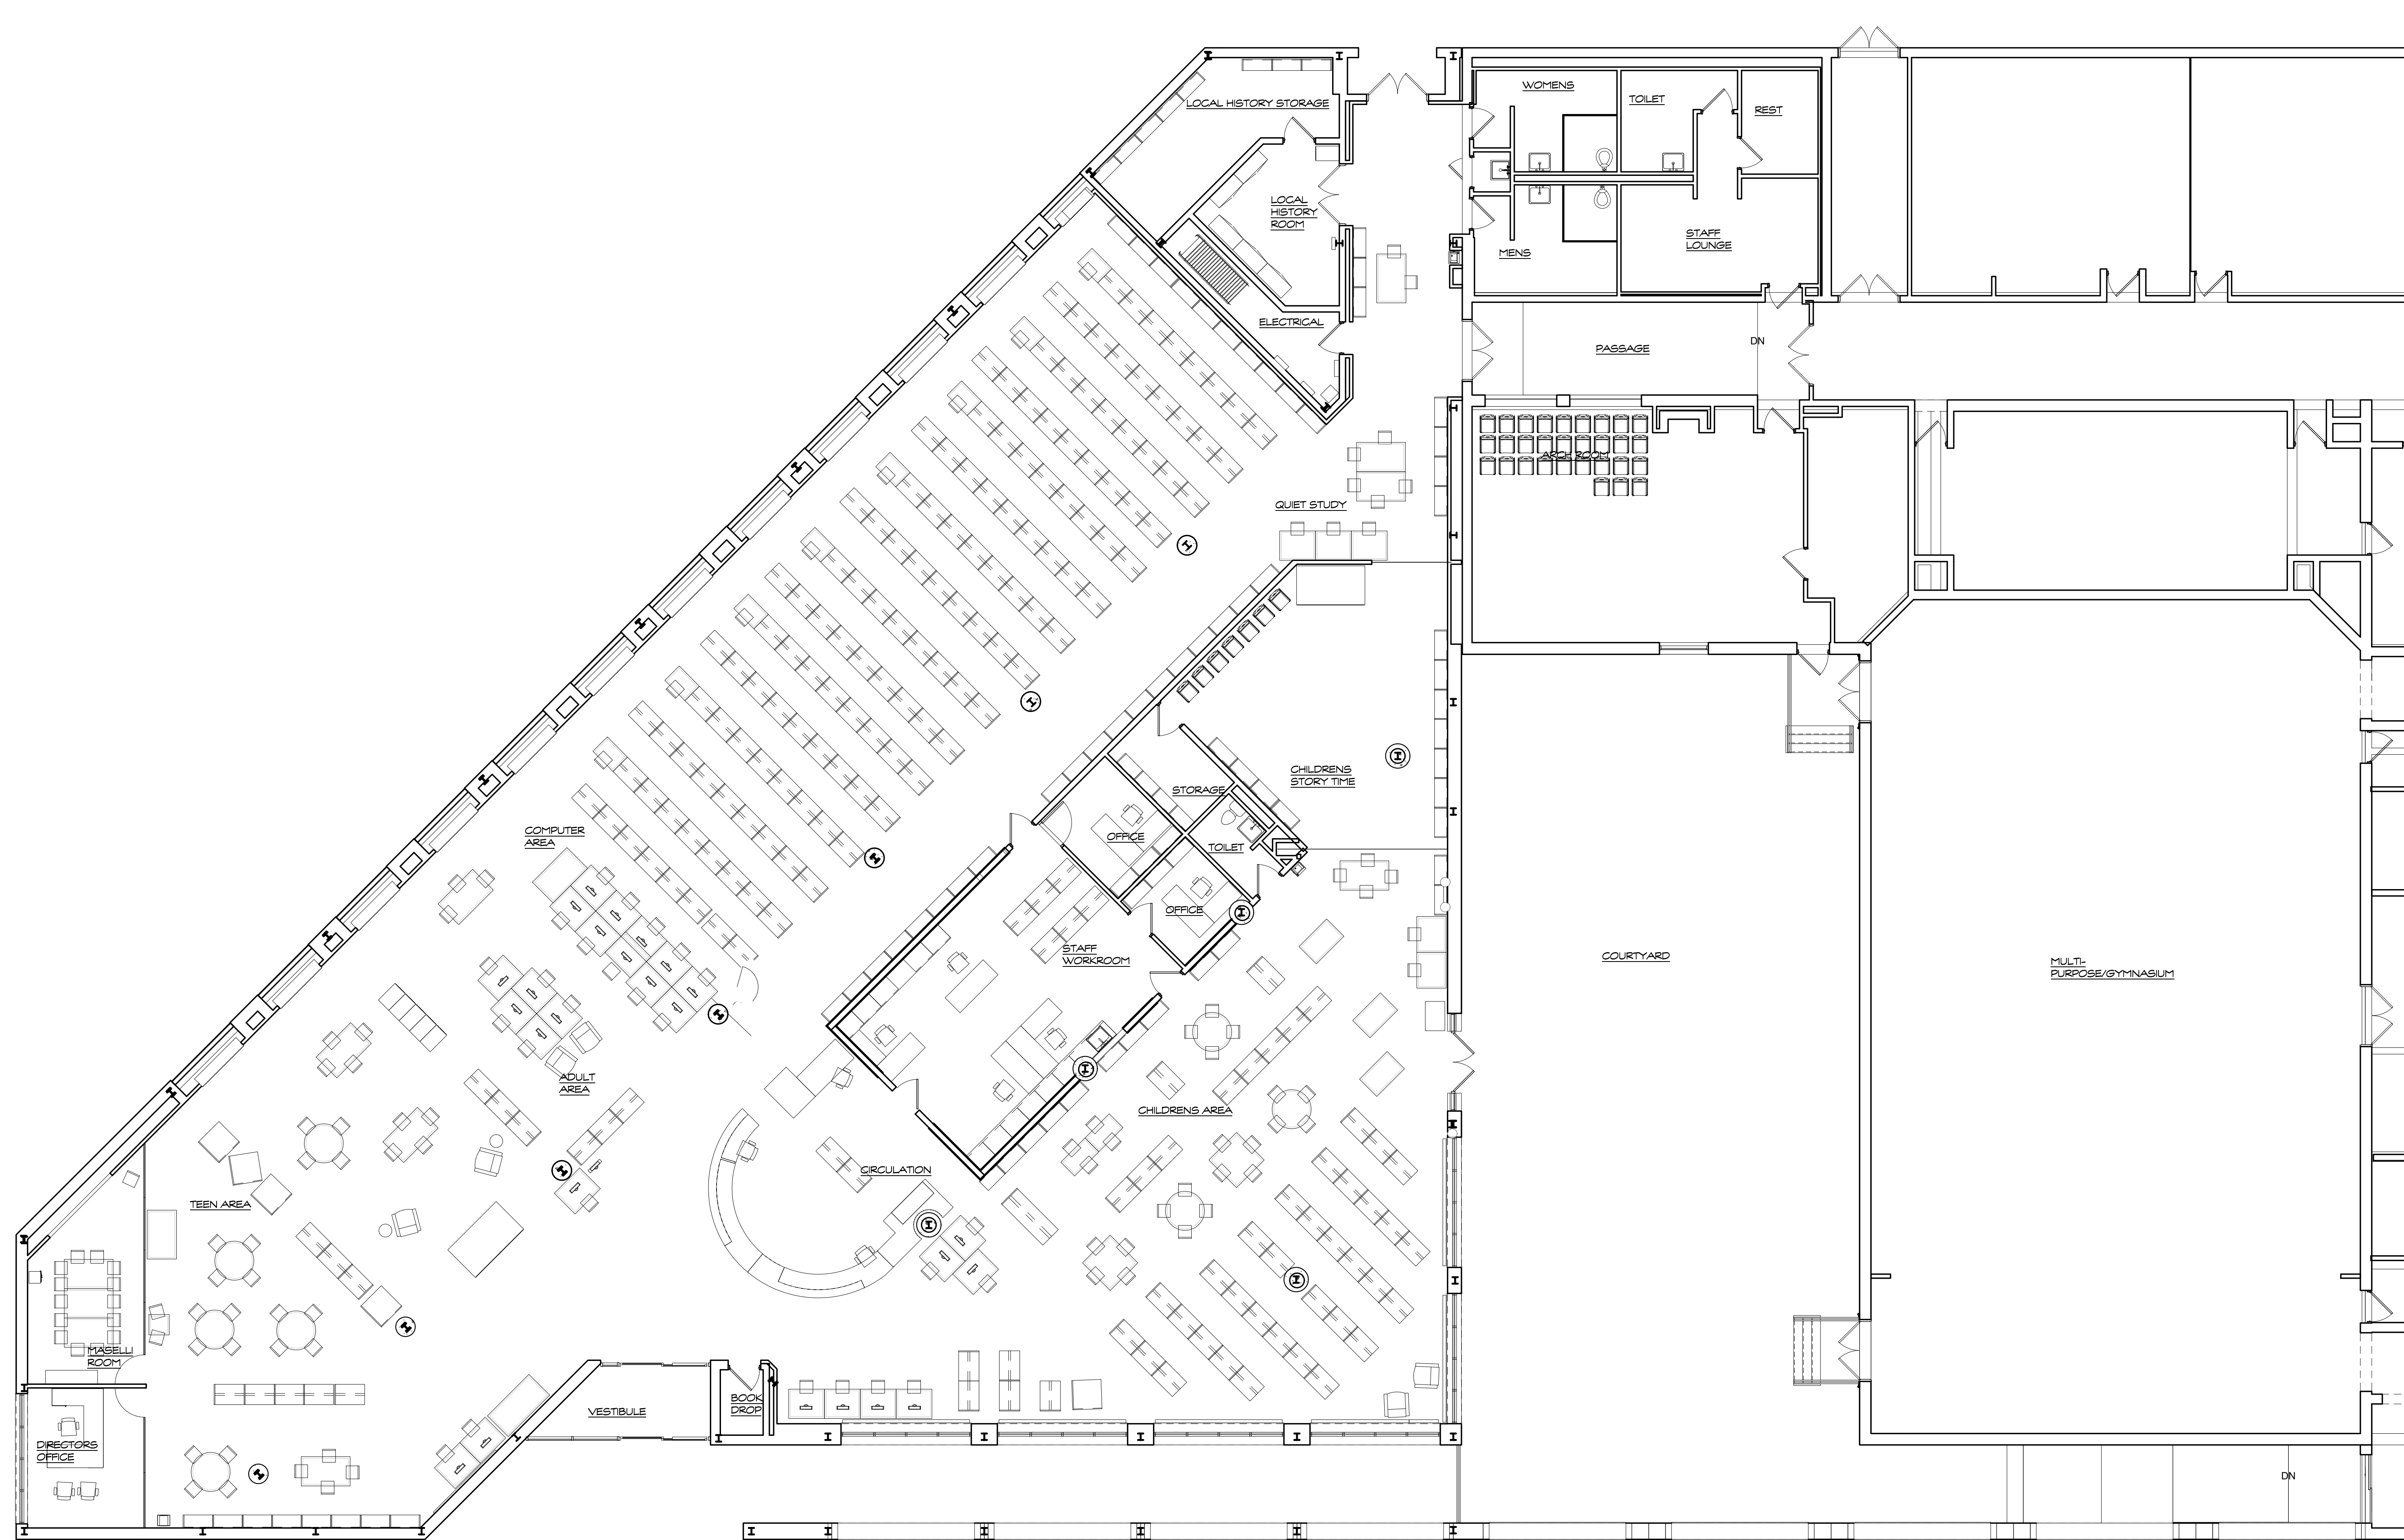 WOMENS
TOILET
REST
LOCAL HISTORY STORAGE
LOCAL
HISTORY
ROOM
STAFF
LOUNGE
MENS
ELECTRICAL
PASSAGE
DN
ARCH ROOM
QUIET STUDY
CHILDRENS
STORY TIME
STORAGE
COMPUTER
AREA
OFFICE
TOILET
OFFICE
STAFF
WORKROOM
COURTYARD
MULTI-
PURPOSE/GYMNASIUM
ADULT
AREA
CHILDRENS AREA
CIRCULATION
TEEN AREA
MASELLI
ROOM
BOOK
DROP
VESTIBULE
DIRECTORS
OFFICE
DN